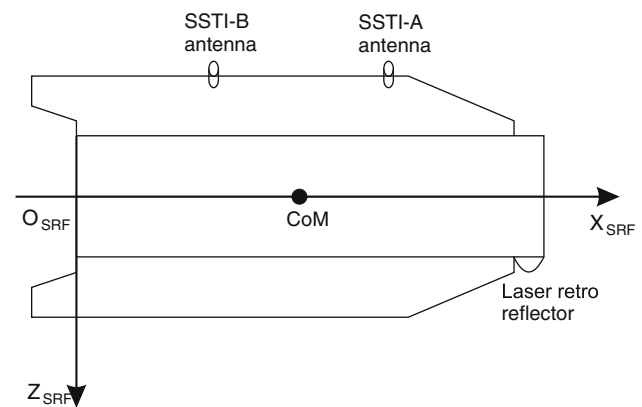 SSTI-B
antenna
SSTI-A
antenna
O SRF
CoM
X SRF
Laser retro
reflector
Z SRF